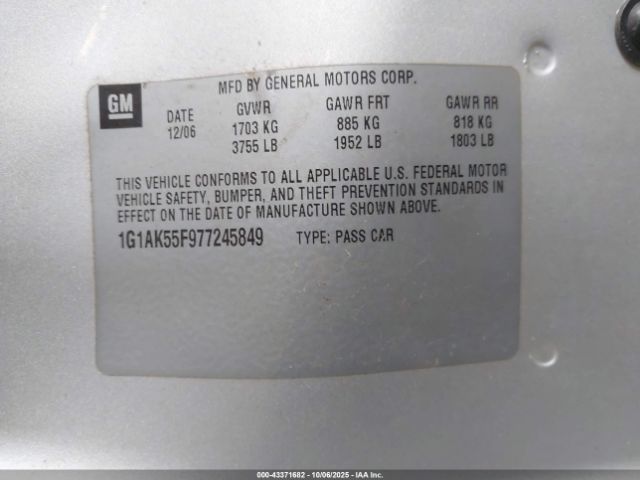 MFD BY GENERAL MOTORS CORP.
GM
DATE GVWR GAWR FRT GAWR RR
12/06 1703 KG 885 KG 818 KG
3755 LB 1952 LB 1803 LB
THIS VEHICLE CONFORMS TO ALL APPLICABLE U.S. FEDERAL MOTOR
VEHICLE SAFETY, BUMPER, AND THEFT PREVENTION STANDARDS IN
EFFECT ON THE DATE OF MANUFACTURE SHOWN ABOVE.
1G1AK55F977245849 TYPE: PASS CAR
000-43371682 | 10/06/2025 | IAA Inc.